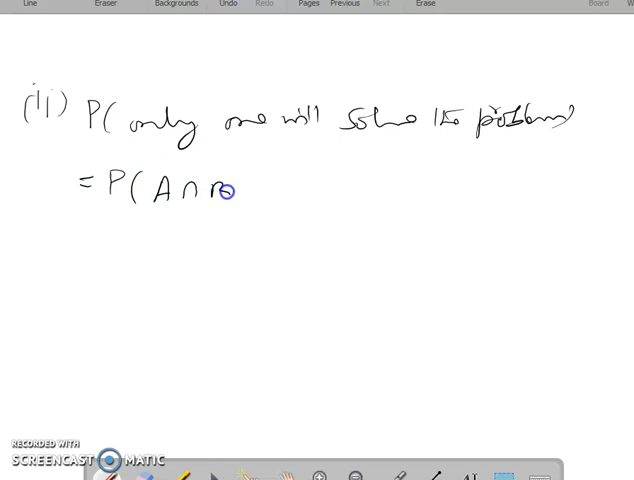 Line Eraser Backgrounds Undo Redo Pages Previous Next Erase Board W
(ii) P( only one will solve the problem)
= P( A ∩ B
RECORDED WITH
SCREENCAST MATIC